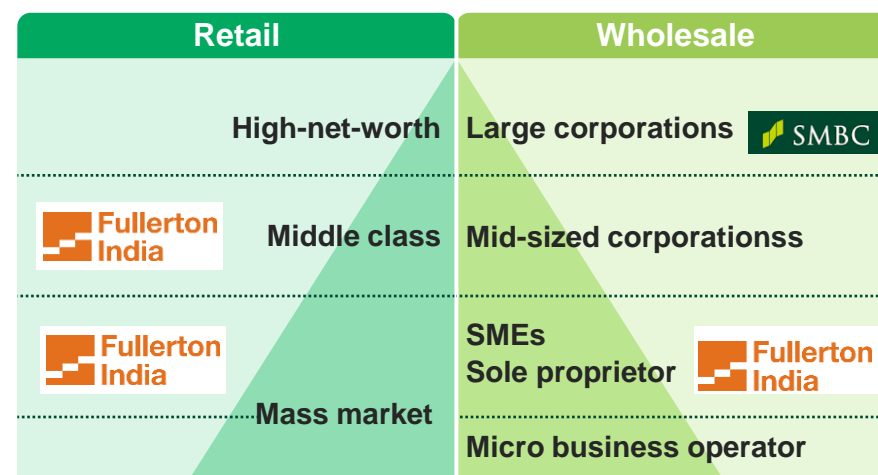 Retail
Wholesale
High-net-worth
Large corporations
SMBC
Fullerton
India
Middle class
Mid-sized corporationss
Fullerton
India
SMEs
Sole proprietor
Fullerton
India
Mass market
Micro business operator